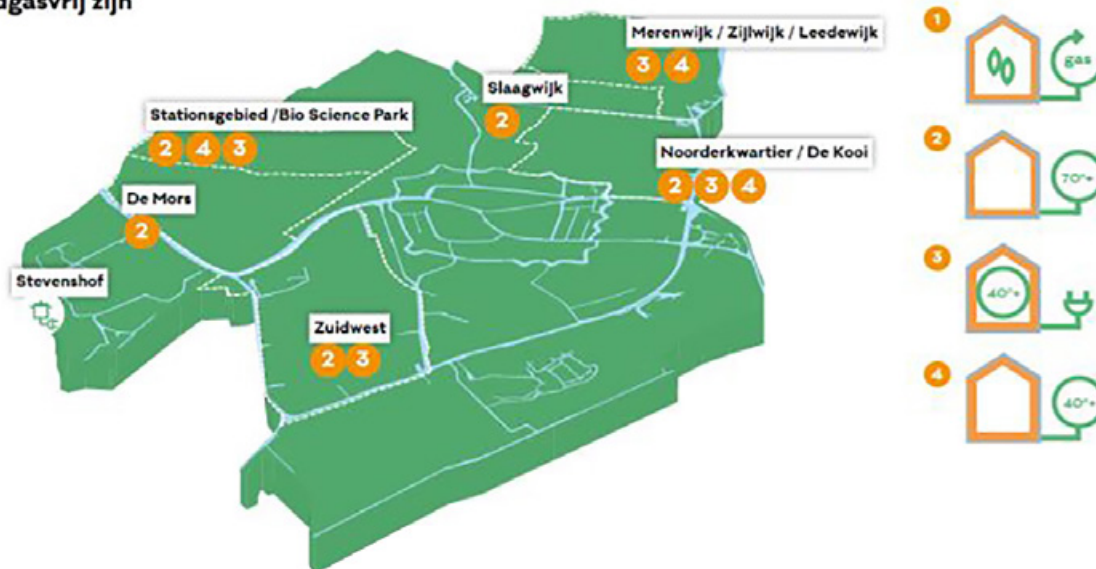 dgasvrij zijn
Merenwijk / Zijlwijk / Leedewijk
3 4
Slaagwijk
2
Stationsgebied /Bio Science Park
2 4 3
Noorderkwartier / De Kooi
2 3 4
De Mors
2
Stevenshof
Zuidwest
2 3
1
gas
2
70°+
3
40°+
4
40°+